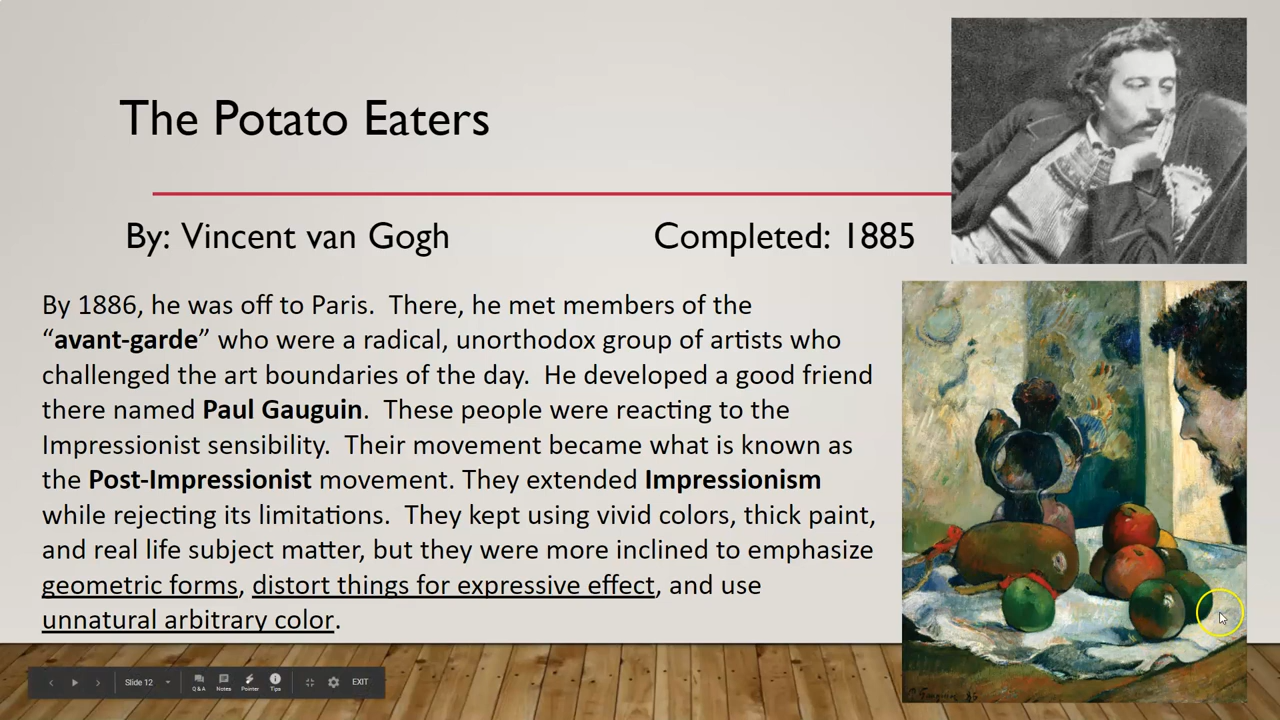 The Potato Eaters
By: Vincent van Gogh
Completed: 1885
By 1886, he was off to Paris. There, he met members of the
“avant-garde” who were a radical, unorthodox group of artists who
challenged the art boundaries of the day. He developed a good friend
there named Paul Gauguin. These people were reacting to the
Impressionist sensibility. Their movement became what is known as
the Post-Impressionist movement. They extended Impressionism
while rejecting its limitations. They kept using vivid colors, thick paint,
and real life subject matter, but they were more inclined to emphasize
geometric forms, distort things for expressive effect, and use
unnatural arbitrary color.
Slide 12
Q & A
Notes
Pointer
Tips
EXIT